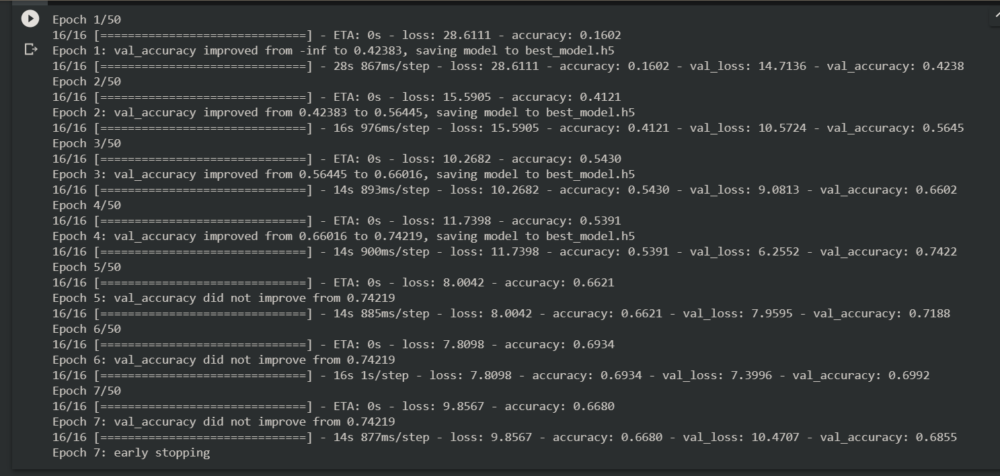 Epoch 1/50
16/16 [==============================] - ETA: 0s - loss: 28.6111 - accuracy: 0.1602
Epoch 1: val_accuracy improved from -inf to 0.42383, saving model to best_model.h5
16/16 [==============================] - 28s 867ms/step - loss: 28.6111 - accuracy: 0.1602 - val_loss: 14.7136 - val_accuracy: 0.4238
Epoch 2/50
16/16 [==============================] - ETA: 0s - loss: 15.5905 - accuracy: 0.4121
Epoch 2: val_accuracy improved from 0.42383 to 0.56445, saving model to best_model.h5
16/16 [==============================] - 16s 976ms/step - loss: 15.5905 - accuracy: 0.4121 - val_loss: 10.5724 - val_accuracy: 0.5645
Epoch 3/50
16/16 [==============================] - ETA: 0s - loss: 10.2682 - accuracy: 0.5430
Epoch 3: val_accuracy improved from 0.56445 to 0.66016, saving model to best_model.h5
16/16 [==============================] - 14s 893ms/step - loss: 10.2682 - accuracy: 0.5430 - val_loss: 9.0813 - val_accuracy: 0.6602
Epoch 4/50
16/16 [==============================] - ETA: 0s - loss: 11.7398 - accuracy: 0.5391
Epoch 4: val_accuracy improved from 0.66016 to 0.74219, saving model to best_model.h5
16/16 [==============================] - 14s 900ms/step - loss: 11.7398 - accuracy: 0.5391 - val_loss: 6.2552 - val_accuracy: 0.7422
Epoch 5/50
16/16 [==============================] - ETA: 0s - loss: 8.0042 - accuracy: 0.6621
Epoch 5: val_accuracy did not improve from 0.74219
16/16 [==============================] - 14s 885ms/step - loss: 8.0042 - accuracy: 0.6621 - val_loss: 7.9595 - val_accuracy: 0.7188
Epoch 6/50
16/16 [==============================] - ETA: 0s - loss: 7.8098 - accuracy: 0.6934
Epoch 6: val_accuracy did not improve from 0.74219
16/16 [==============================] - 16s 1s/step - loss: 7.8098 - accuracy: 0.6934 - val_loss: 7.3996 - val_accuracy: 0.6992
Epoch 7/50
16/16 [==============================] - ETA: 0s - loss: 9.8567 - accuracy: 0.6680
Epoch 7: val_accuracy did not improve from 0.74219
16/16 [==============================] - 14s 877ms/step - loss: 9.8567 - accuracy: 0.6680 - val_loss: 10.4707 - val_accuracy: 0.6855
Epoch 7: early stopping